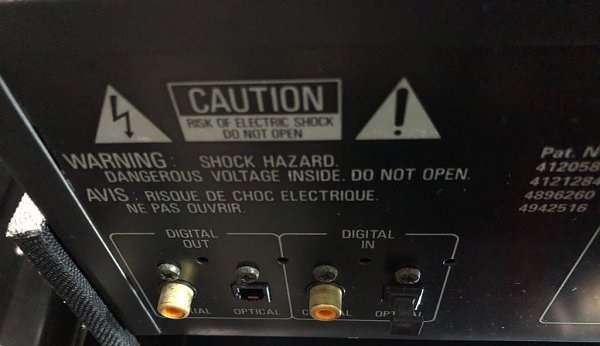 CAUTION
RISK OF ELECTRIC SHOCK
DO NOT OPEN
WARNING: SHOCK HAZARD.
DANGEROUS VOLTAGE INSIDE. DO NOT OPEN.
AVIS: RISQUE DE CHOC ELECTRIQUE.
NE PAS OUVRIR.
Pat. N
412058
4121284
4896260
4942516
DIGITAL
OUT
OPTICAL
DIGITAL
IN